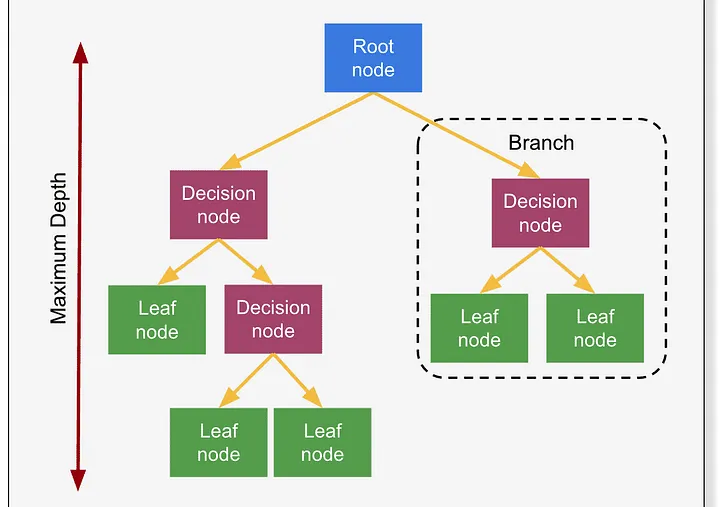 Root
node
Branch
Decision
node
Decision
node
Maximum Depth
Leaf
node
Decision
node
Leaf
node
Leaf
node
Leaf
node
Leaf
node